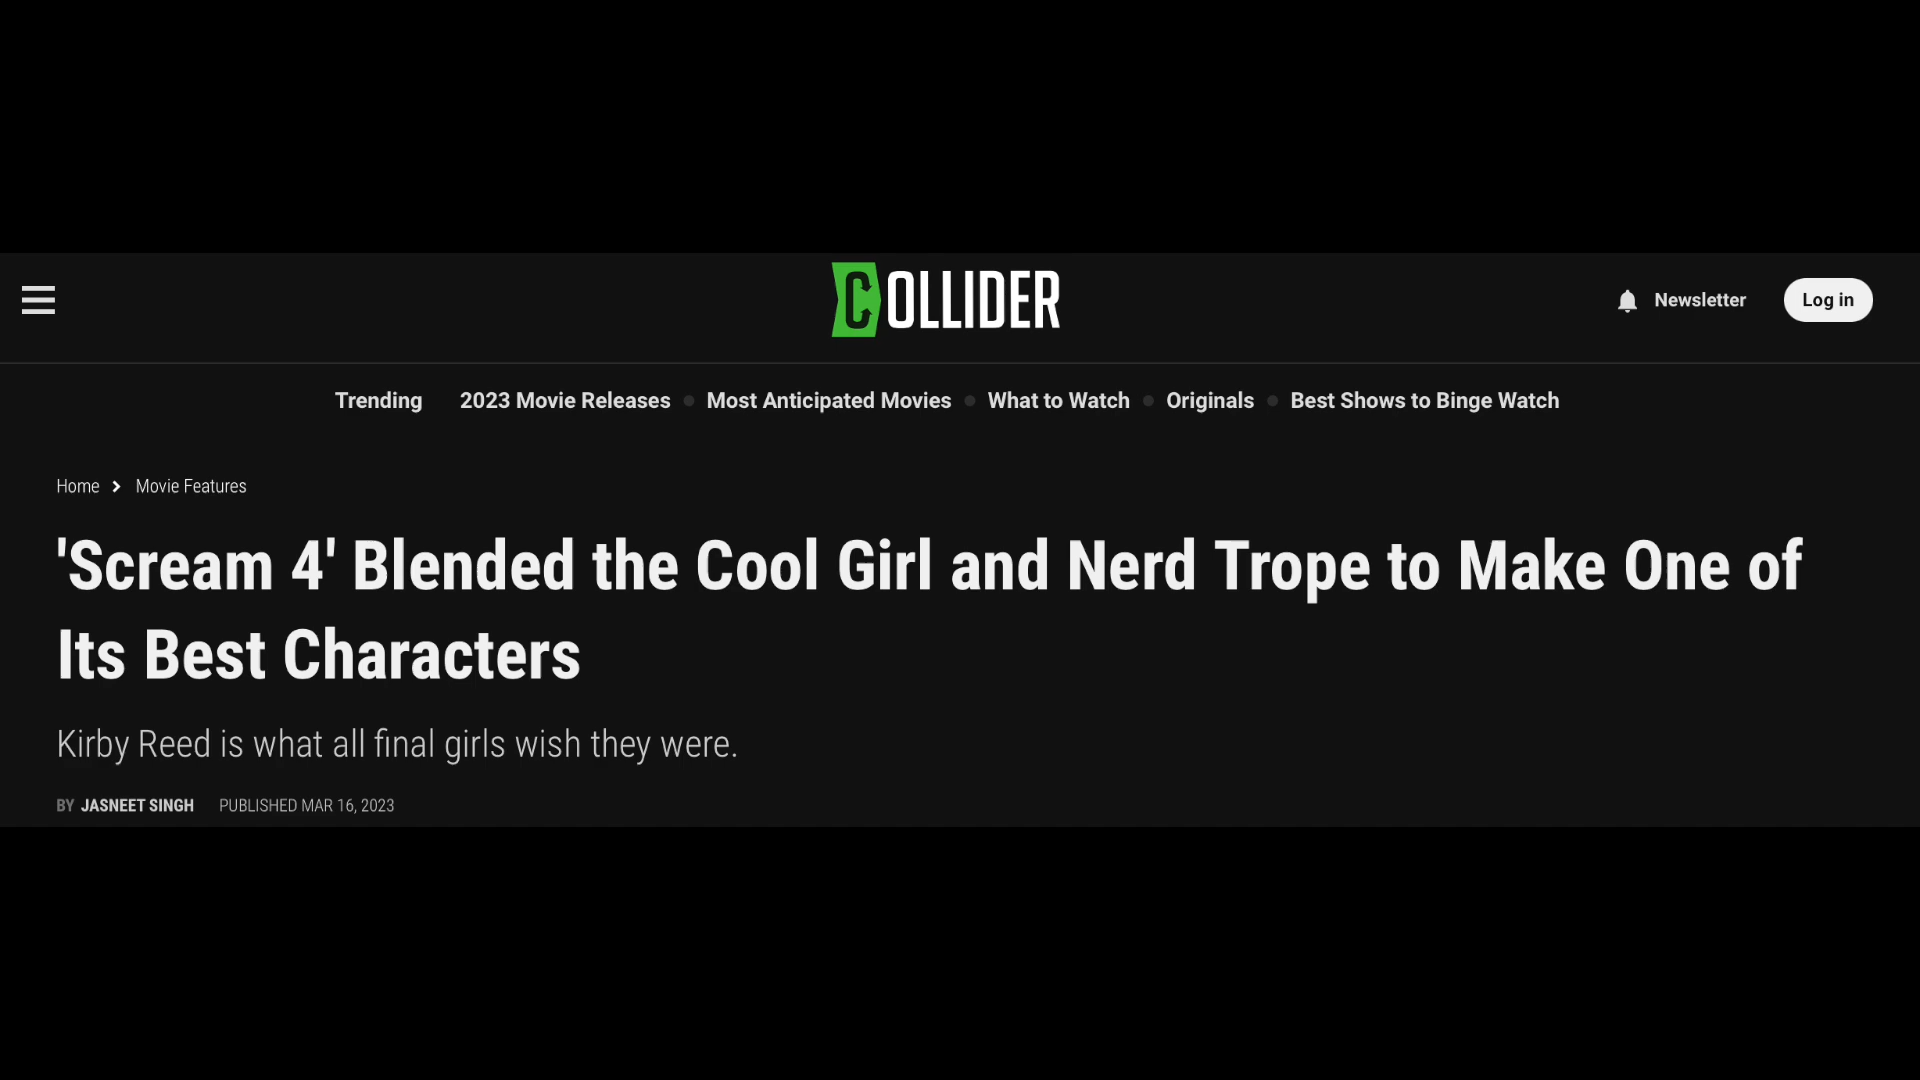 COLLIDER
Newsletter
Log in
Trending 2023 Movie Releases Most Anticipated Movies What to Watch Originals Best Shows to Binge Watch
Home Movie Features
'Scream 4' Blended the Cool Girl and Nerd Trope to Make One of
Its Best Characters
Kirby Reed is what all final girls wish they were.
BY JASNEET SINGH PUBLISHED MAR 16, 2023